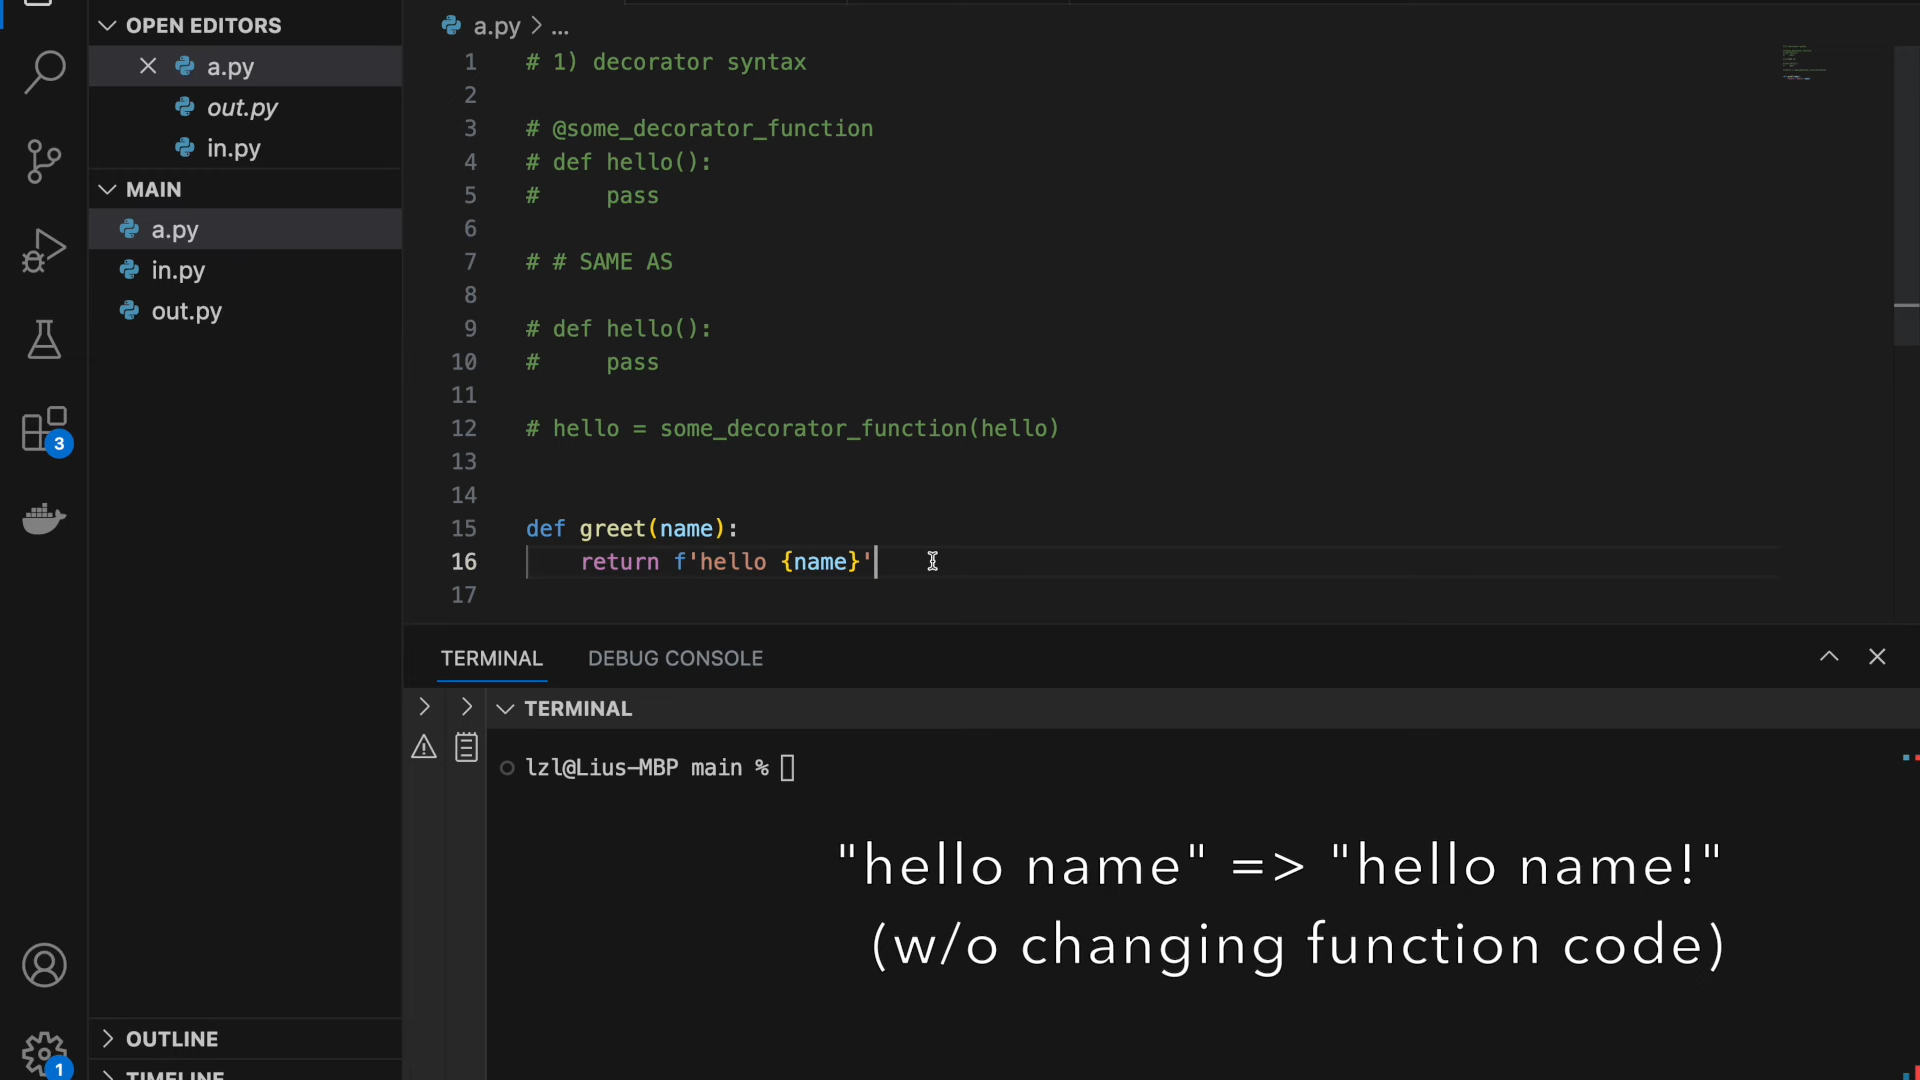 OPEN EDITORS
a.py
out.py
in.py
MAIN
a.py
in.py
out.py
3
OUTLINE
TIMELINE
1
a.py > ...
1 # 1) decorator syntax
2
3 # @some_decorator_function
4 # def hello():
5 #     pass
6
7 # # SAME AS
8
9 # def hello():
10 #     pass
11
12 # hello = some_decorator_function(hello)
13
14
15 def greet(name):
16     return f'hello {name}'
17
TERMINAL DEBUG CONSOLE
TERMINAL
lzl@Lius-MBP main %
"hello name" => "hello name!"
(w/o changing function code)